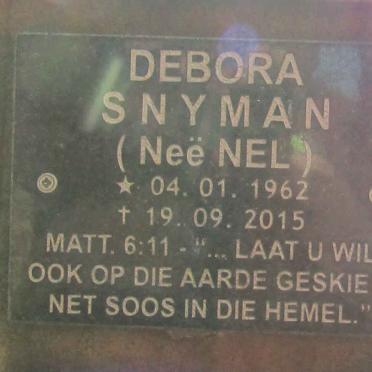 DEBORA
SNYMAN
(Neë NEL)
★ 04. 01. 1962
† 19. 09. 2015
MATT. 6:11 - "... LAAT U WIL
OOK OP DIE AARDE GESKIE
NET SOOS IN DIE HEMEL."